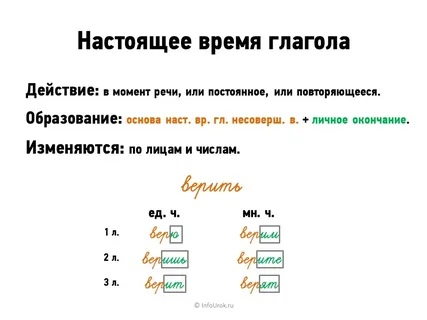 Настоящее время глагола
Действие: в момент речи, или постоянное, или повторяющееся.
Образование: основа наст. вр. гл. несоверш. в. + личное окончание.
Изменяются: по лицам и числам.
верить
ед. ч. мн. ч.
1 л. верю верим
2 л. веришь верите
3 л. верит верят
© InfoUrok.ru